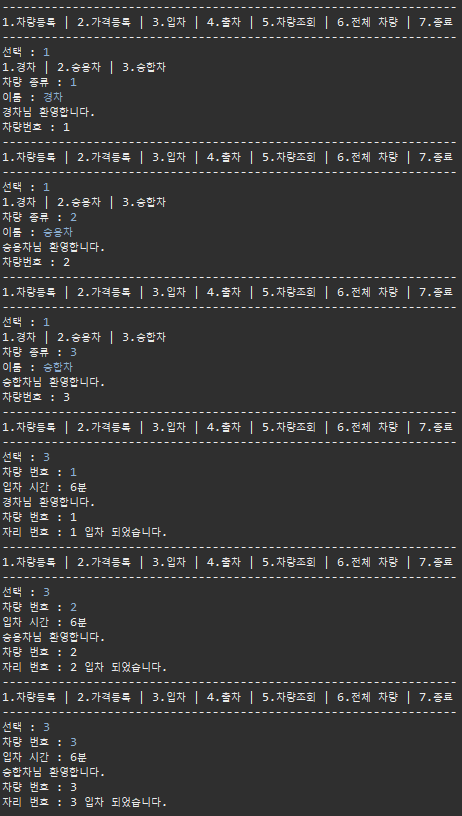 --------------------------------------------------------------------
1.차량등록 | 2.가격등록 | 3.입차 | 4.출차 | 5.차량조회 | 6.전체 차량 | 7.종료
--------------------------------------------------------------------
선택 : 1
1.경차 | 2.승용차 | 3.승합차
차량 종류 : 1
이름 : 경차
경차님 환영합니다.
차량번호 : 1
--------------------------------------------------------------------
1.차량등록 | 2.가격등록 | 3.입차 | 4.출차 | 5.차량조회 | 6.전체 차량 | 7.종료
--------------------------------------------------------------------
선택 : 1
1.경차 | 2.승용차 | 3.승합차
차량 종류 : 2
이름 : 승용차
승용차님 환영합니다.
차량번호 : 2
--------------------------------------------------------------------
1.차량등록 | 2.가격등록 | 3.입차 | 4.출차 | 5.차량조회 | 6.전체 차량 | 7.종료
--------------------------------------------------------------------
선택 : 1
1.경차 | 2.승용차 | 3.승합차
차량 종류 : 3
이름 : 승합차
승합차님 환영합니다.
차량번호 : 3
--------------------------------------------------------------------
1.차량등록 | 2.가격등록 | 3.입차 | 4.출차 | 5.차량조회 | 6.전체 차량 | 7.종료
--------------------------------------------------------------------
선택 : 3
차량 번호 : 1
입차 시간 : 6분
경차님 환영합니다.
차량 번호 : 1
자리 번호 : 1 입차 되었습니다.
--------------------------------------------------------------------
1.차량등록 | 2.가격등록 | 3.입차 | 4.출차 | 5.차량조회 | 6.전체 차량 | 7.종료
--------------------------------------------------------------------
선택 : 3
차량 번호 : 2
입차 시간 : 6분
승용차님 환영합니다.
차량 번호 : 2
자리 번호 : 2 입차 되었습니다.
--------------------------------------------------------------------
1.차량등록 | 2.가격등록 | 3.입차 | 4.출차 | 5.차량조회 | 6.전체 차량 | 7.종료
--------------------------------------------------------------------
선택 : 3
차량 번호 : 3
입차 시간 : 6분
승합차님 환영합니다.
차량 번호 : 3
자리 번호 : 3 입차 되었습니다.